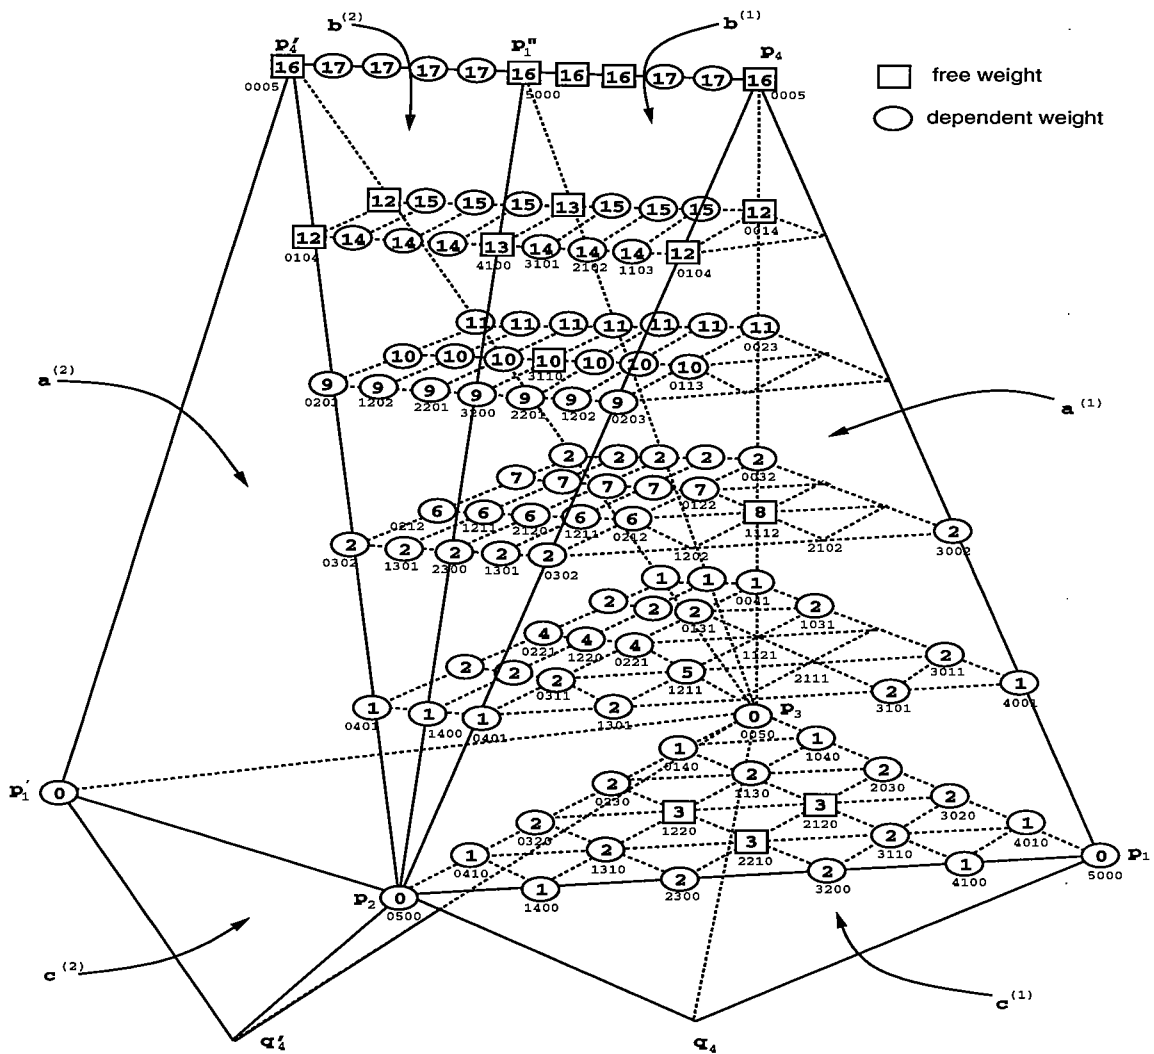 b(2) b(1)
p4′ p1″ p4
16 17 17 17 17 16 16 16 17 17 16
0005 5000 0005
free weight
dependent weight
12 15 15 15 13 15 15 15 12
0014
12 14 14 14 13 14 14 14 12
0104 4100 3101 2102 1103 0104
11 11 11 11 11 11 11
0023
10 10 10 10 10 10 10
3110 0113
9 9 9 9 9 9 9
0203 1202 2201 3200 2201 1202 0203
a(2)
a(1)
2 2 2 2 2
0032
7 7 7 7 7
0122
6 6 6 6 6 8
0212 1211 2120 1211 0212 1112
2 2 2 2 2 2
0302 1301 2300 1301 0302 1202 2102 3002
1 1 1
0041
2 2 2 2
0131 1031
4 4 4
0221 1220 0221 1121
2 2 2 5 2
0311 1211 2111 3011
1 1 1 2 2 1
0401 1400 0401 1301 3101 4001
0 p3
0050
1 1
0140 1040
p1′ 0
2 2 2
0230 1130 2030
2 3 3 2
0320 1220 2120 3020
1 2 3 2 1
0410 1310 2210 3110 4010
p2 0 1 2 2 1 0 p1
0500 1400 2300 3200 4100 5000
c(2)
c(1)
q4′ q4